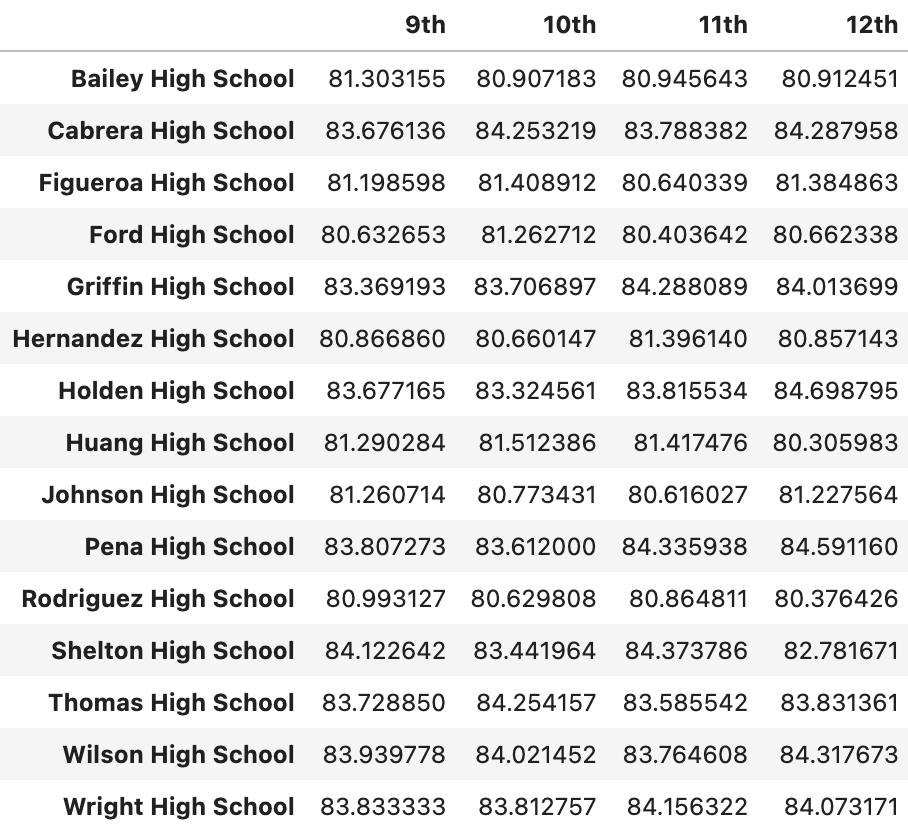 9th 10th 11th 12th
Bailey High School 81.303155 80.907183 80.945643 80.912451
Cabrera High School 83.676136 84.253219 83.788382 84.287958
Figueroa High School 81.198598 81.408912 80.640339 81.384863
Ford High School 80.632653 81.262712 80.403642 80.662338
Griffin High School 83.369193 83.706897 84.288089 84.013699
Hernandez High School 80.866860 80.660147 81.396140 80.857143
Holden High School 83.677165 83.324561 83.815534 84.698795
Huang High School 81.290284 81.512386 81.417476 80.305983
Johnson High School 81.260714 80.773431 80.616027 81.227564
Pena High School 83.807273 83.612000 84.335938 84.591160
Rodriguez High School 80.993127 80.629808 80.864811 80.376426
Shelton High School 84.122642 83.441964 84.373786 82.781671
Thomas High School 83.728850 84.254157 83.585542 83.831361
Wilson High School 83.939778 84.021452 83.764608 84.317673
Wright High School 83.833333 83.812757 84.156322 84.073171